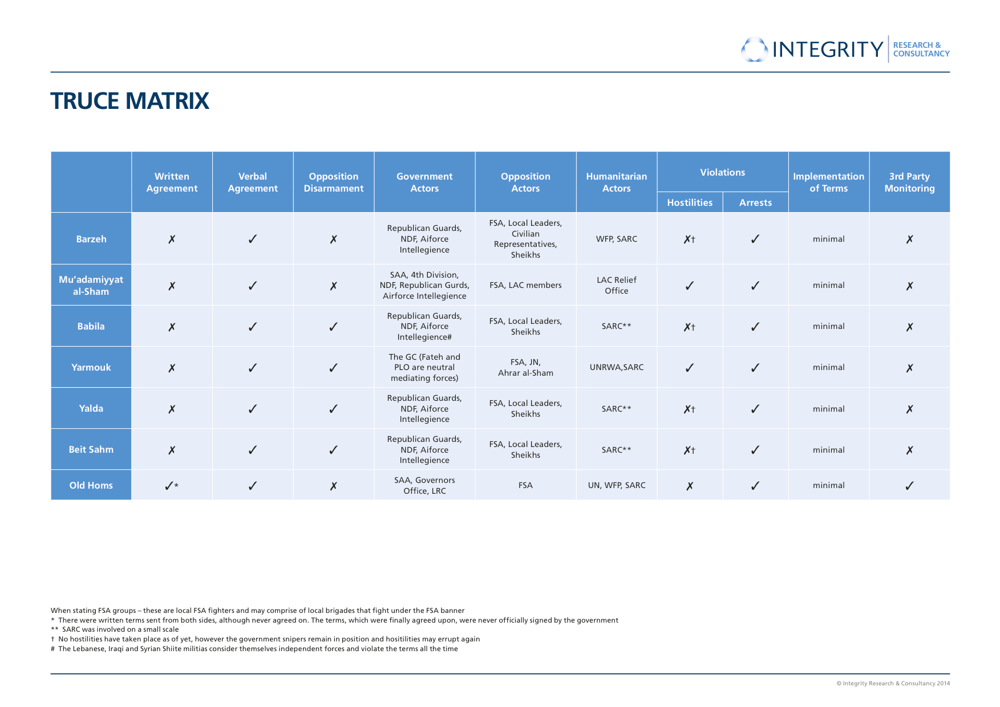 INTEGRITY
RESEARCH &
CONSULTANCY
TRUCE MATRIX
Written
Agreement
Verbal
Agreement
Opposition
Disarmament
Government
Actors
Opposition
Actors
Humanitarian
Actors
Violations
Hostilities
Arrests
Implementation
of Terms
3rd Party
Monitoring
Barzeh
✗
✓
✗
Republican Guards,
NDF, Aiforce
Intellegience
FSA, Local Leaders,
Civilian
Representatives,
Sheikhs
WFP, SARC
✗†
✓
minimal
✗
Mu’adamiyyat
al-Sham
✗
✓
✗
SAA, 4th Division,
NDF, Republican Gurds,
Airforce Intellegience
FSA, LAC members
LAC Relief
Office
✓
✓
minimal
✗
Babila
✗
✓
✓
Republican Guards,
NDF, Aiforce
Intellegience#
FSA, Local Leaders,
Sheikhs
SARC**
✗†
✓
minimal
✗
Yarmouk
✗
✓
✓
The GC (Fateh and
PLO are neutral
mediating forces)
FSA, JN,
Ahrar al-Sham
UNRWA,SARC
✓
✓
minimal
✗
Yalda
✗
✓
✓
Republican Guards,
NDF, Aiforce
Intellegience
FSA, Local Leaders,
Sheikhs
SARC**
✗†
✓
minimal
✗
Beit Sahm
✗
✓
✓
Republican Guards,
NDF, Aiforce
Intellegience
FSA, Local Leaders,
Sheikhs
SARC**
✗†
✓
minimal
✗
Old Homs
✓*
✓
✗
SAA, Governors
Office, LRC
FSA
UN, WFP, SARC
✗
✓
minimal
✓
When stating FSA groups – these are local FSA fighters and may comprise of local brigades that fight under the FSA banner
* There were written terms sent from both sides, although never agreed on. The terms, which were finally agreed upon, were never officially signed by the government
** SARC was involved on a small scale
† No hostilities have taken place as of yet, however the government snipers remain in position and hositilities may errupt again
# The Lebanese, Iraqi and Syrian Shiite militias consider themselves independent forces and violate the terms all the time
© Integrity Research & Consultancy 2014